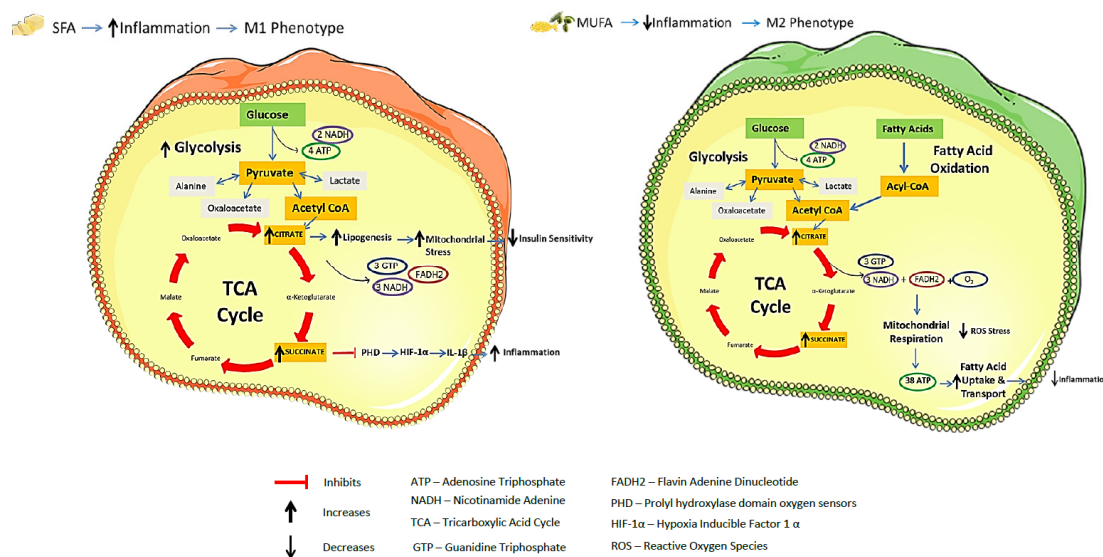 SFA → ↑Inflammation → M1 Phenotype
Glucose
2 NADH
4 ATP
↑ Glycolysis
Pyruvate
Alanine
Lactate
Oxaloacetate
Acetyl CoA
Oxaloacetate
↑CITRATE → ↑Lipogenesis → ↑Mitochondrial Stress → ↓Insulin Sensitivity
3 GTP
FADH2
3 NADH
TCA
Cycle
Malate
α-Ketoglutarate
Fumarate
↑SUCCINATE
PHD → HIF-1α → IL-1β → ↑ Inflammation
MUFA → ↓Inflammation → M2 Phenotype
Glucose
Fatty Acids
2 NADH
4 ATP
Glycolysis
Fatty Acid
Oxidation
Pyruvate
Alanine
Lactate
Acyl-CoA
Oxaloacetate
Acetyl CoA
Oxaloacetate
↑CITRATE
3 GTP
3 NADH + FADH2 + O₂
TCA
Cycle
Malate
α-Ketoglutarate
Mitochondrial
Respiration
↓ ROS Stress
Fumarate
↑SUCCINATE
38 ATP → ↑Fatty Acid
Uptake &
Transport
↓ Inflammatio
Inhibits
Increases
Decreases
ATP – Adenosine Triphosphate
NADH – Nicotinamide Adenine
TCA – Tricarboxylic Acid Cycle
GTP – Guanidine Triphosphate
FADH2 – Flavin Adenine Dinucleotide
PHD – Prolyl hydroxylase domain oxygen sensors
HIF-1α – Hypoxia Inducible Factor 1 α
ROS – Reactive Oxygen Species